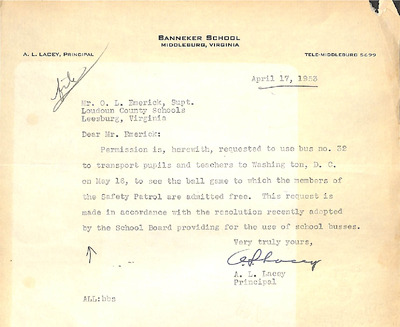 BANNEKER SCHOOL
MIDDLEBURG, VIRGINIA
A. L. LACEY, PRINCIPAL
TELE-MIDDLEBURG 5699
file
April 17, 1953
Mr. O. L. Emerick, Supt.
Loudoun County Schools
Leesburg, Virginia
Dear Mr. Emerick:
Permission is, herewith, requested to use bus no. 32
to transport pupils and teachers to Washington, D. C.
on May 18, to see the ball game to which the members of
the Safety Patrol are admitted free. This request is
made in accordance with the resolution recently adopted
by the School Board providing for the use of school busses.
Very truly yours,
A. L. Lacey
A. L. Lacey
Principal
ALL:bbs